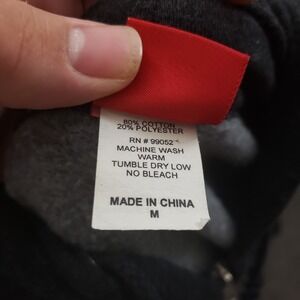 80% COTTON
20% POLYESTER
RN # 99052
MACHINE WASH
WARM
TUMBLE DRY LOW
NO BLEACH
MADE IN CHINA
M